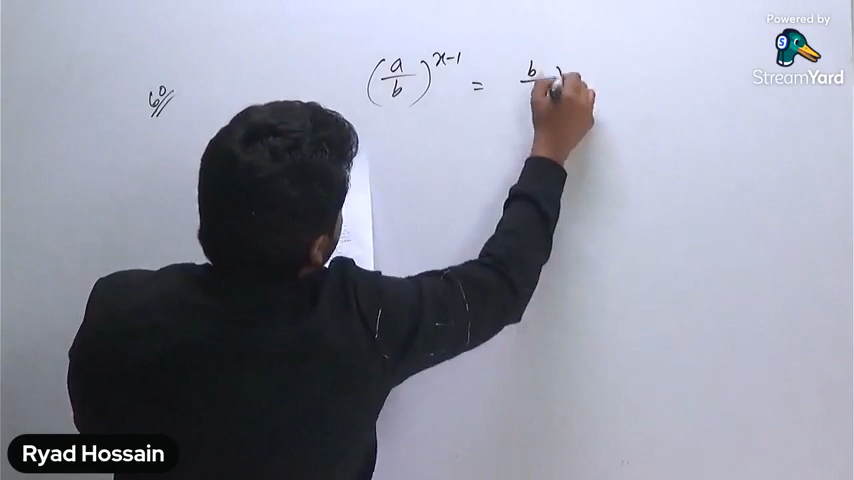 Powered by
S
StreamYard
60
(a/b)^x-1 = b
Ryad Hossain